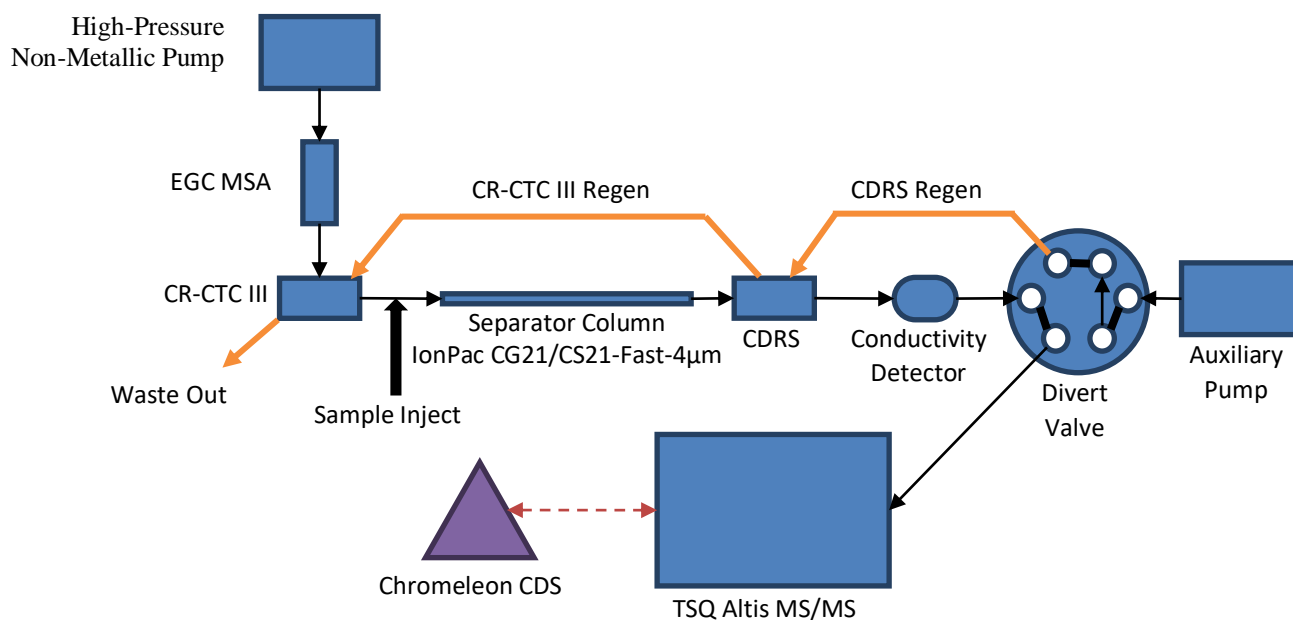 High-Pressure
Non-Metallic Pump
EGC MSA
CR-CTC III Regen
CDRS Regen
CR-CTC III
Separator Column
IonPac CG21/CS21-Fast-4µm
CDRS
Conductivity
Detector
Divert
Valve
Auxiliary
Pump
Waste Out
Sample Inject
Chromeleon CDS
TSQ Altis MS/MS